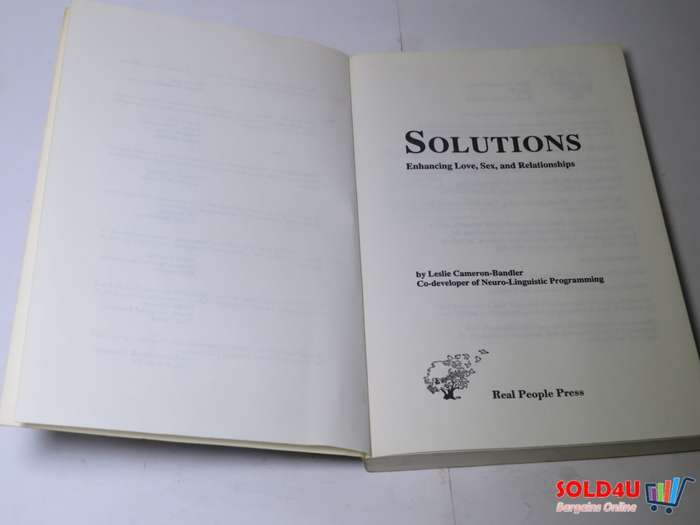 SOLUTIONS
Enhancing Love, Sex, and Relationships
by Leslie Cameron-Bandler
Co-developer of Neuro-Linguistic Programming
Real People Press
SOLD4U
Bargains Online